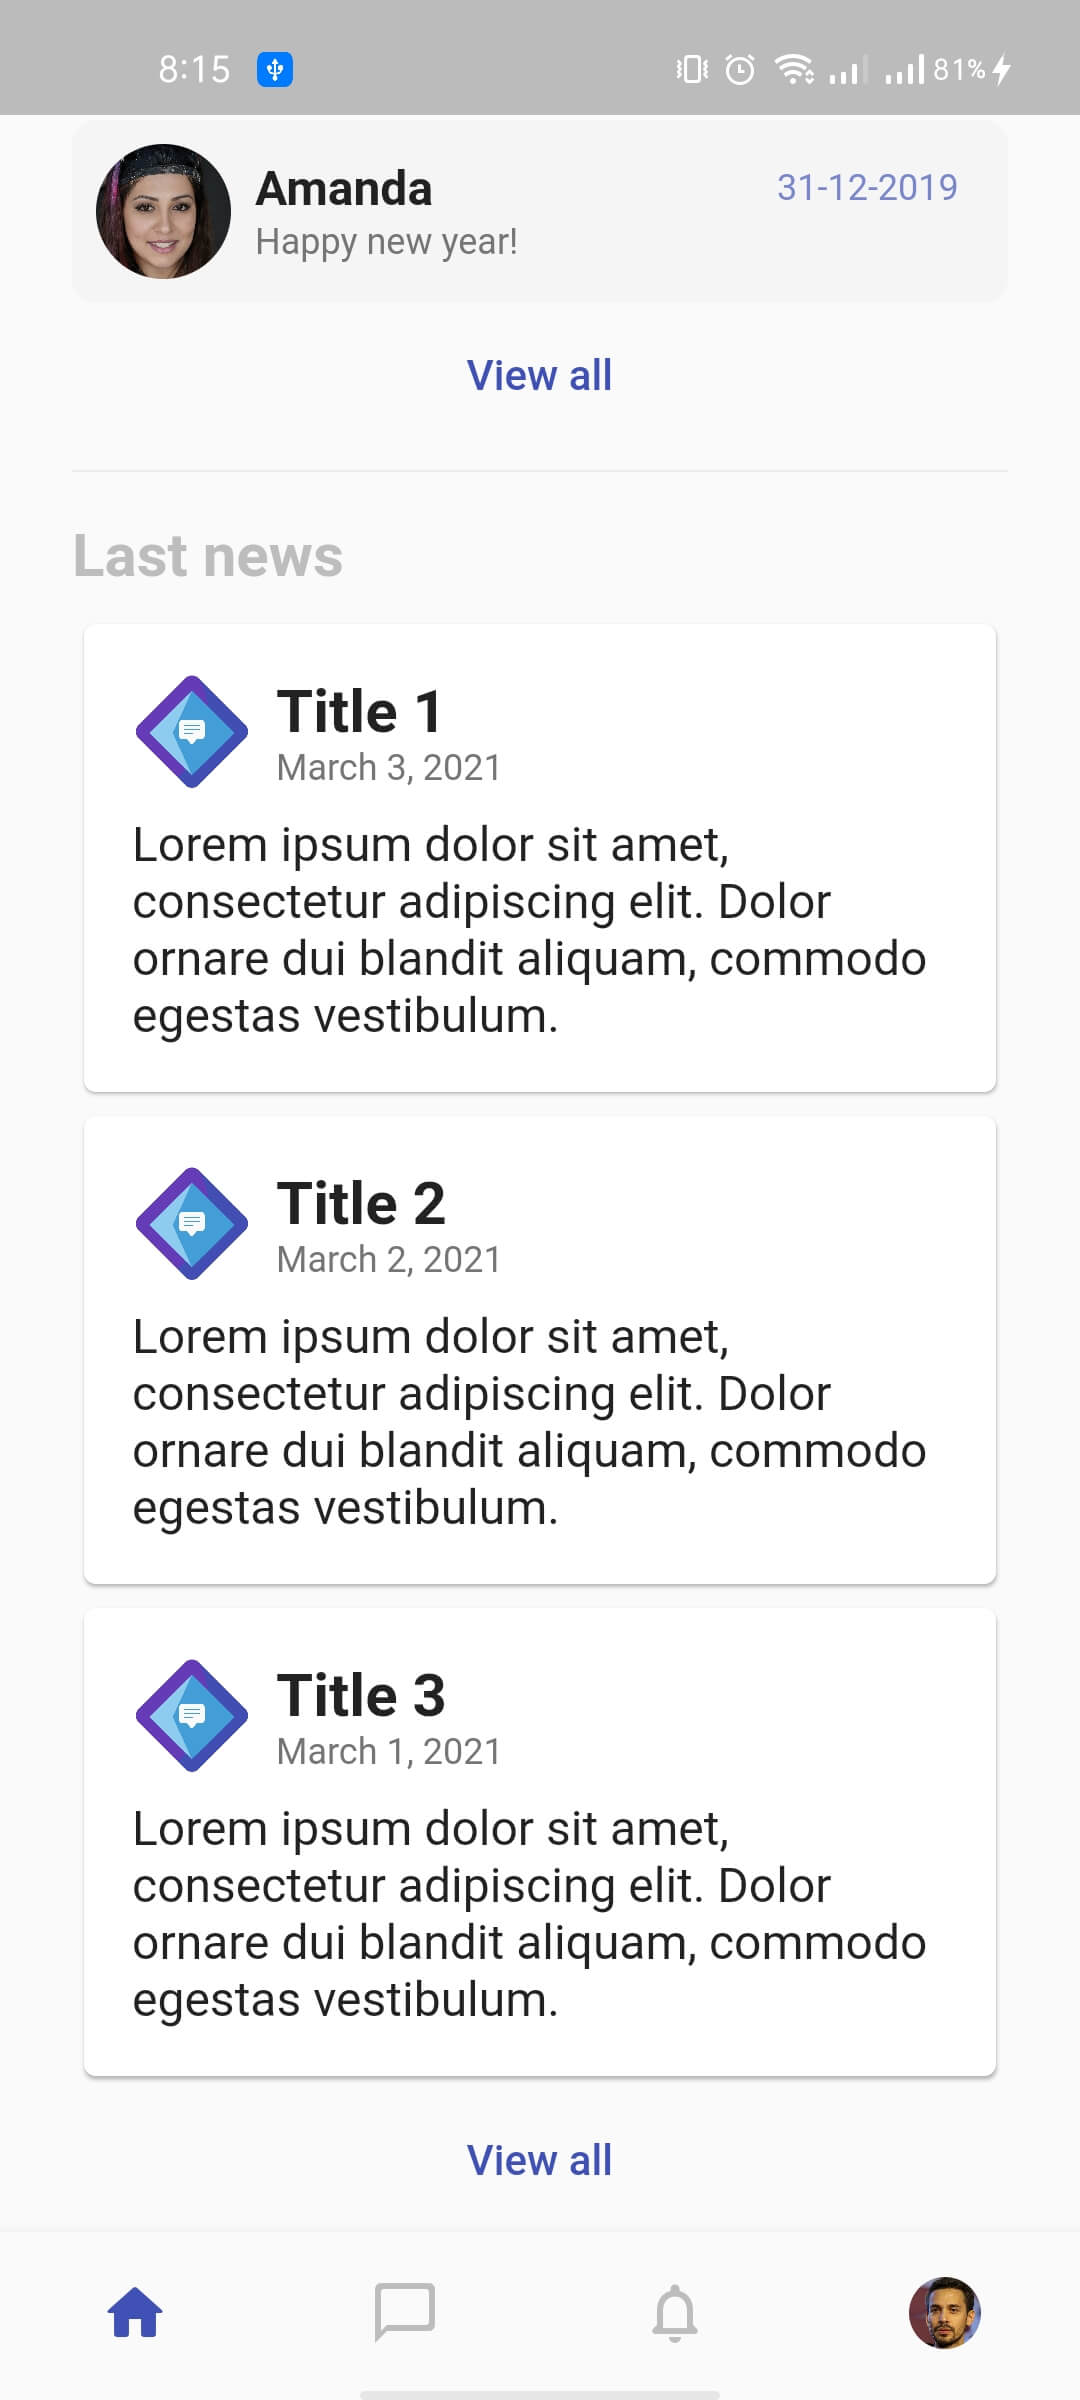 8:15
81%
Amanda
31-12-2019
Happy new year!
View all
Last news
Title 1
March 3, 2021
Lorem ipsum dolor sit amet,
consectetur adipiscing elit. Dolor
ornare dui blandit aliquam, commodo
egestas vestibulum.
Title 2
March 2, 2021
Lorem ipsum dolor sit amet,
consectetur adipiscing elit. Dolor
ornare dui blandit aliquam, commodo
egestas vestibulum.
Title 3
March 1, 2021
Lorem ipsum dolor sit amet,
consectetur adipiscing elit. Dolor
ornare dui blandit aliquam, commodo
egestas vestibulum.
View all